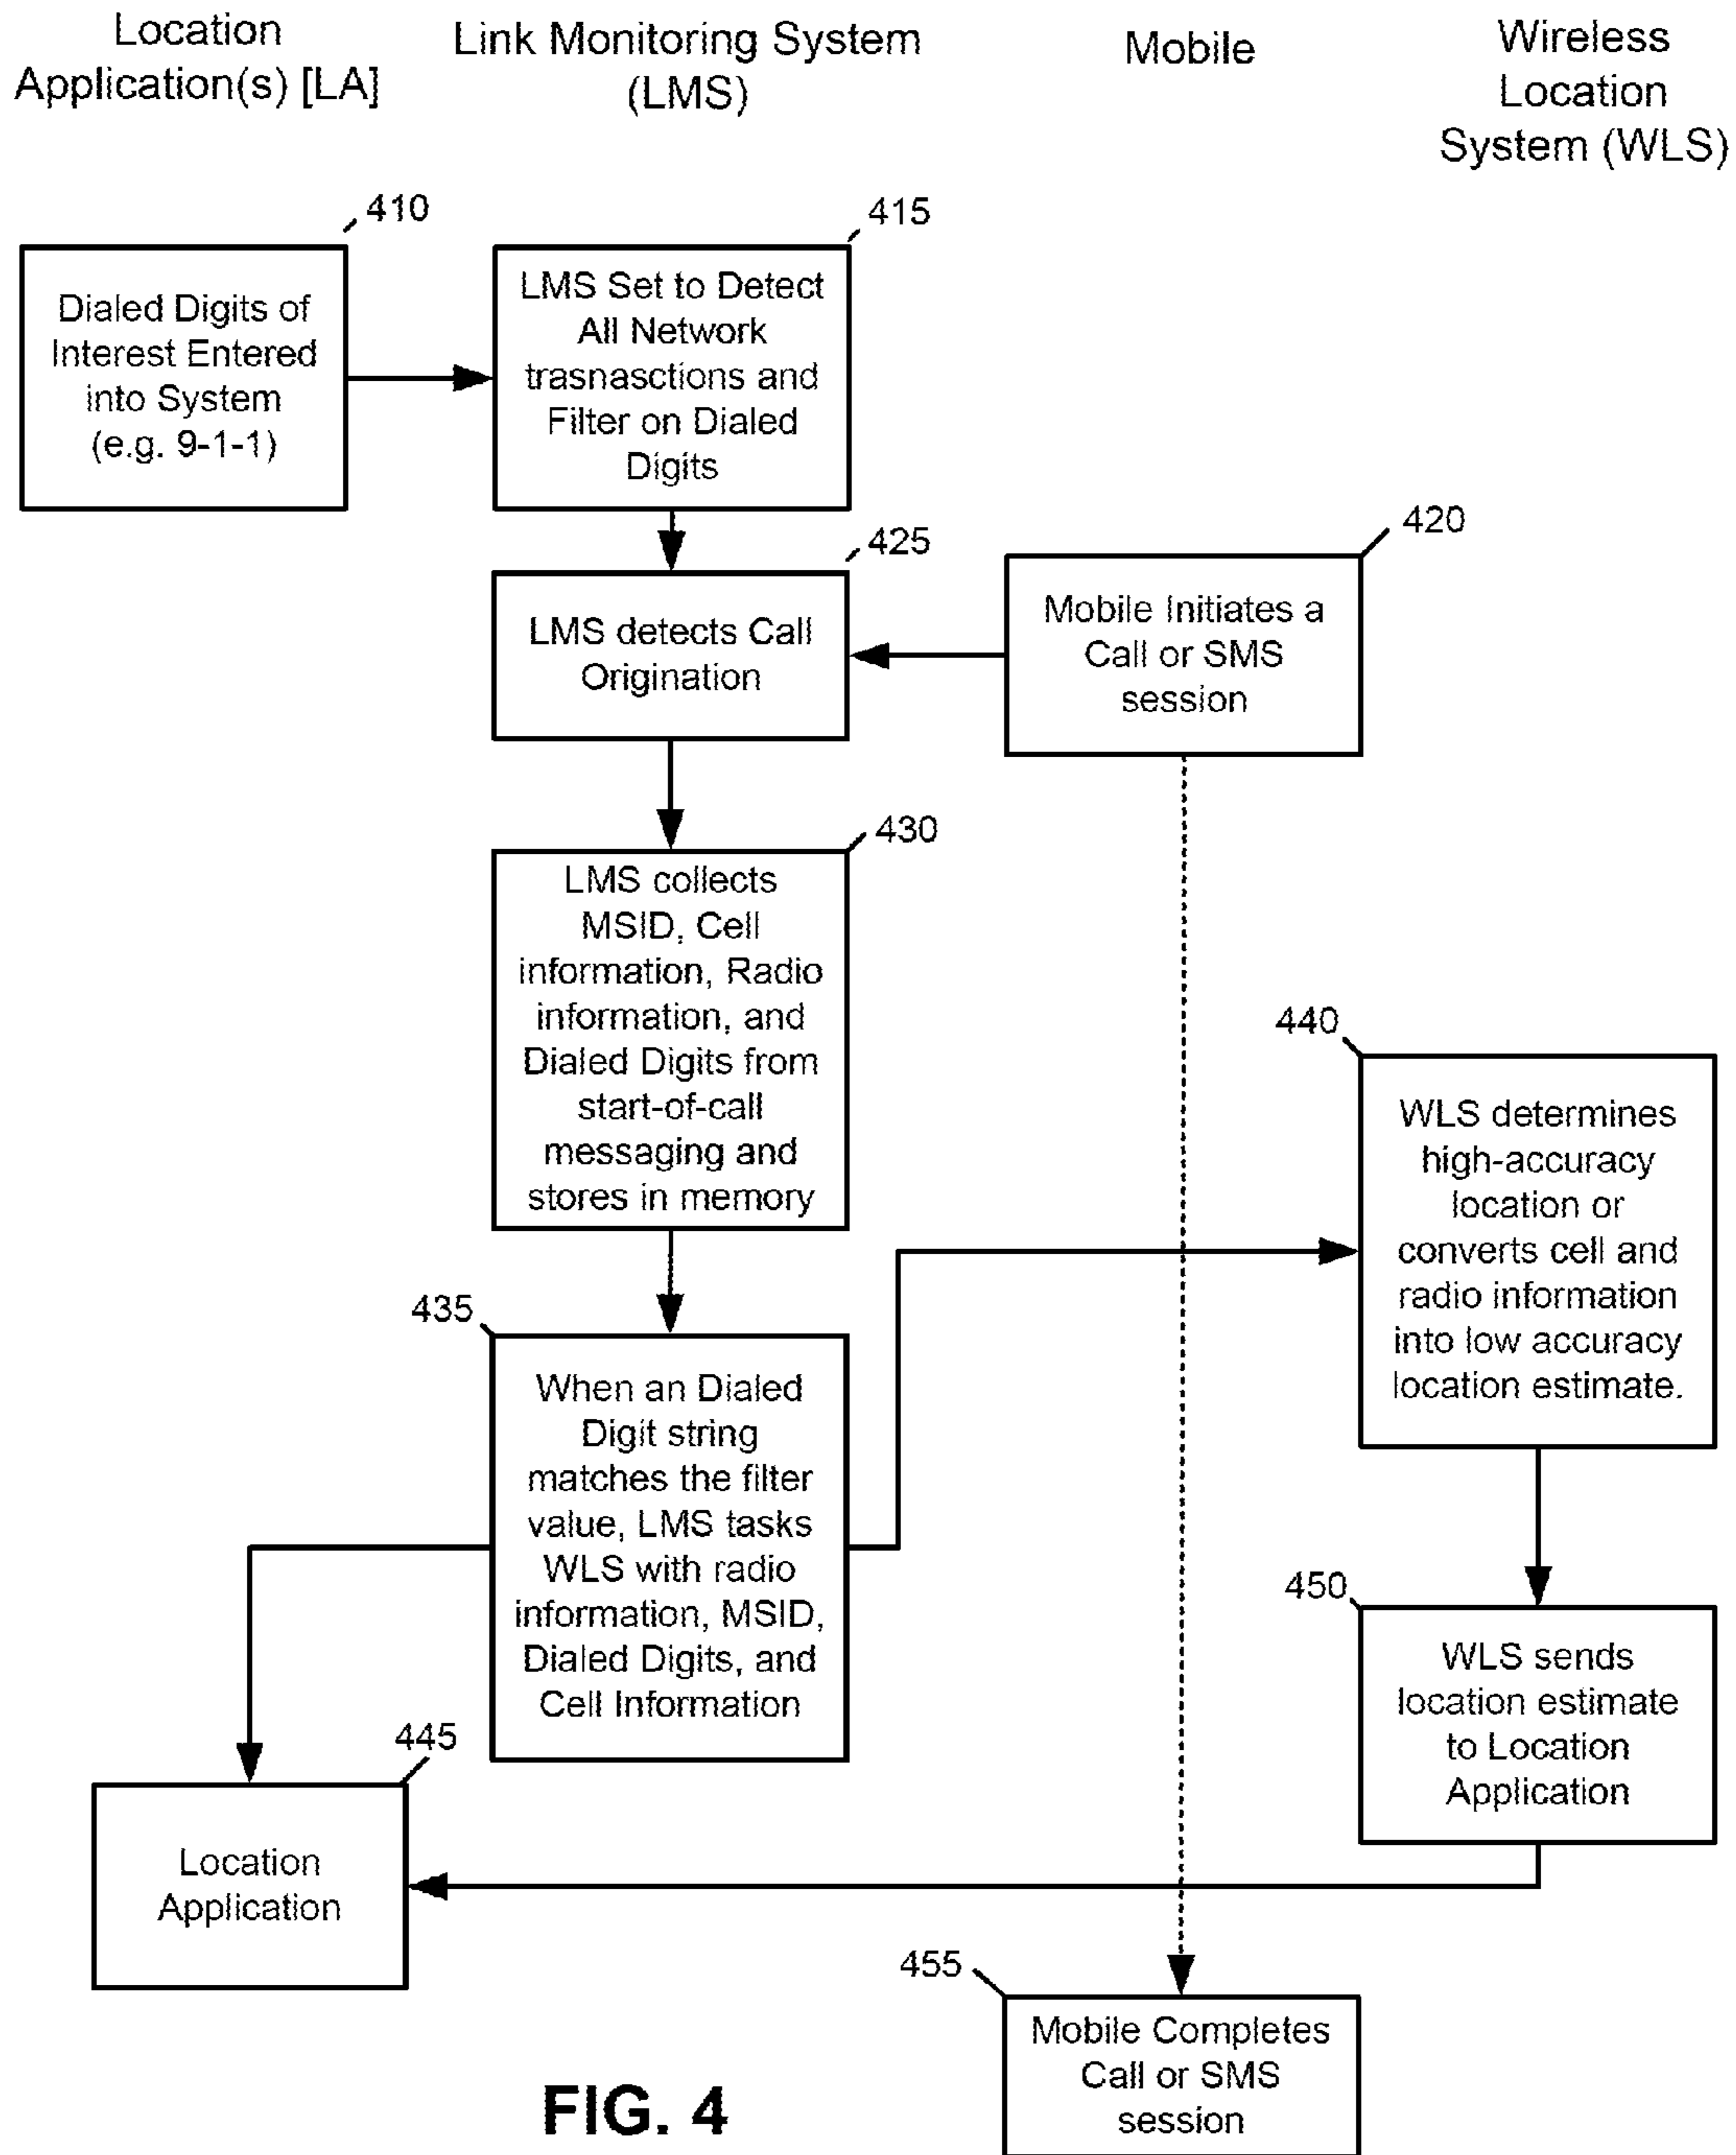 Location
Application(s) [LA]
Link Monitoring System
(LMS)
Mobile
Wireless
Location
System (WLS)
410
Dialed Digits of
Interest Entered
into System
(e.g. 9-1-1)
415
LMS Set to Detect
All Network
trasnasctions and
Filter on Dialed
Digits
420
Mobile Initiates a
Call or SMS
session
425
LMS detects Call
Origination
430
LMS collects
MSID, Cell
information, Radio
information, and
Dialed Digits from
start-of-call
messaging and
stores in memory
435
When an Dialed
Digit string
matches the filter
value, LMS tasks
WLS with radio
information, MSID,
Dialed Digits, and
Cell Information
440
WLS determines
high-accuracy
location or
converts cell and
radio information
into low accuracy
location estimate.
445
Location
Application
450
WLS sends
location estimate
to Location
Application
455
Mobile Completes
Call or SMS
session
FIG. 4